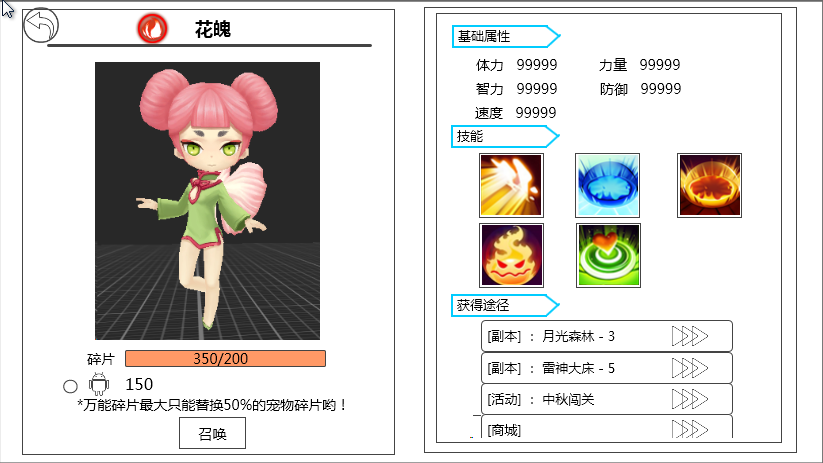 花魄
碎片 350/200
150
*万能碎片最大只能替换50%的宠物碎片哟！
召唤
基础属性
体力 99999 力量 99999
智力 99999 防御 99999
速度 99999
技能
获得途径
[副本] ： 月光森林 - 3
[副本] ： 雷神大床 - 5
[活动] ： 中秋闯关
[商城]